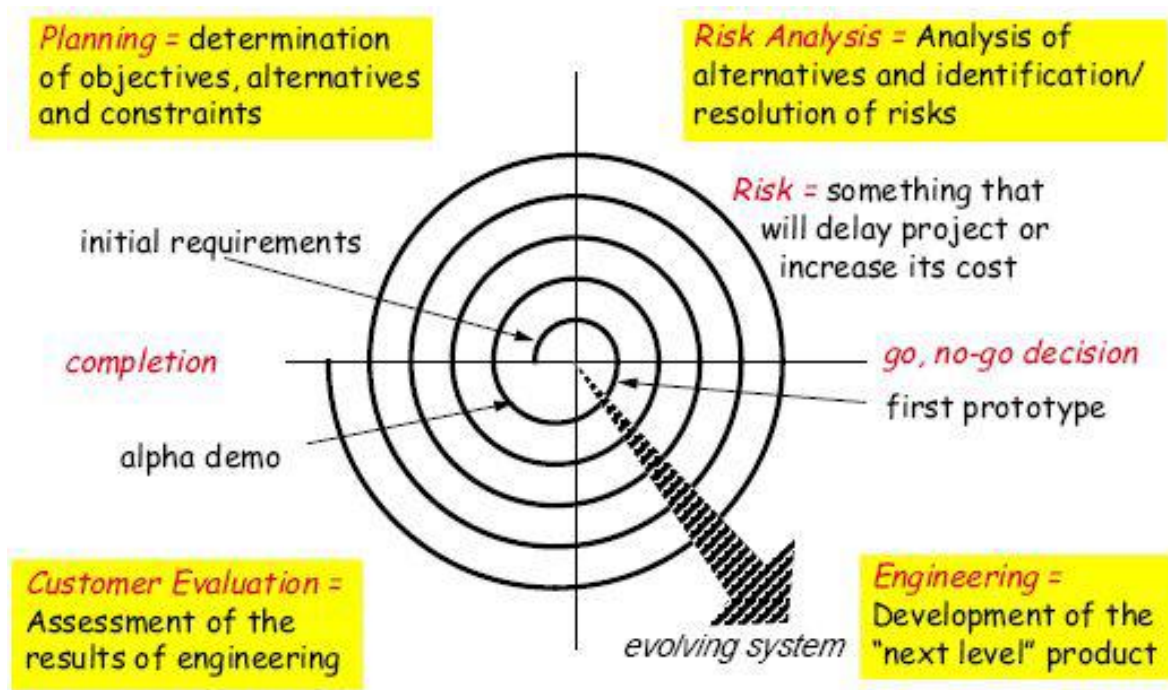 Planning = determination
of objectives, alternatives
and constraints
Risk Analysis = Analysis of
alternatives and identification/
resolution of risks
Risk = something that
will delay project or
increase its cost
initial requirements
completion
go, no-go decision
first prototype
alpha demo
Customer Evaluation =
Assessment of the
results of engineering
evolving system
Engineering =
Development of the
"next level" product